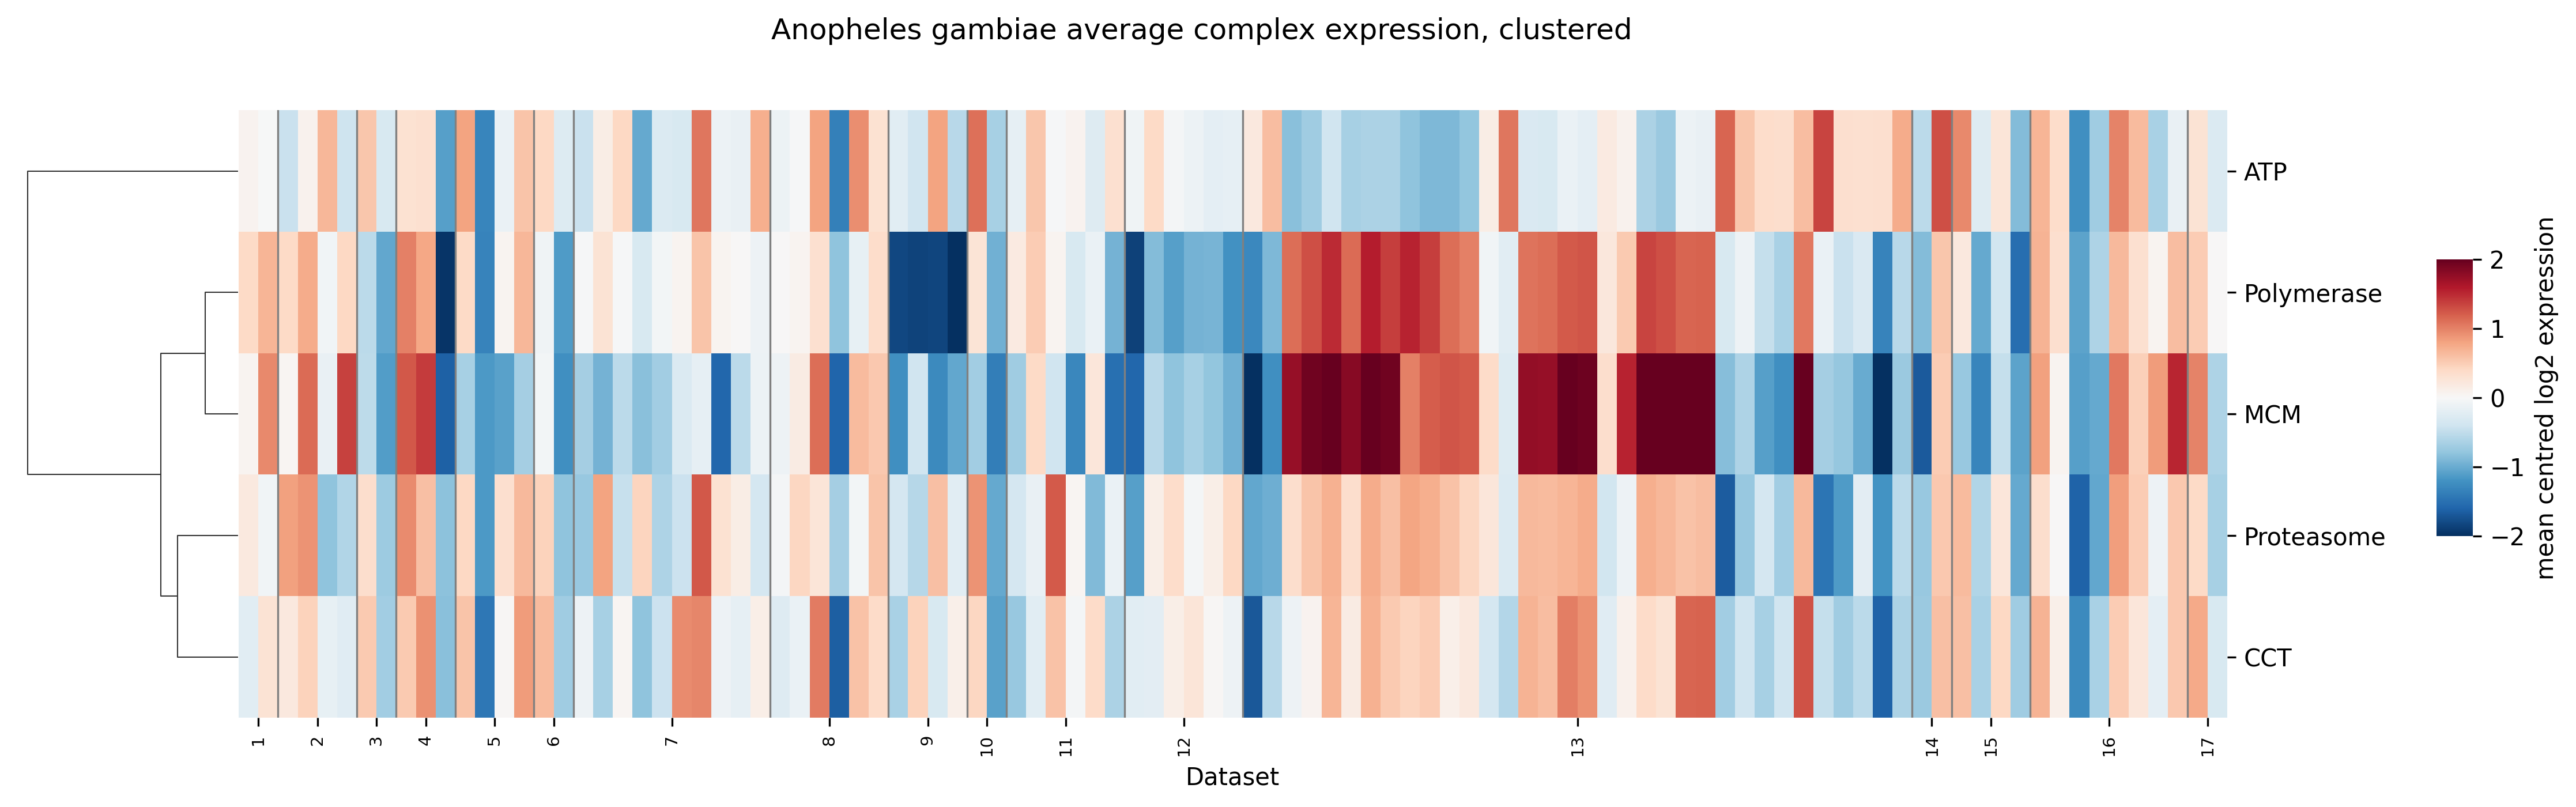 Anopheles gambiae average complex expression, clustered
ATP
Polymerase
MCM
Proteasome
CCT
2
1
0
−1
−2
mean centred log2 expression
1
2
3
4
5
6
7
8
9
10
11
12
13
14
15
16
17
Dataset